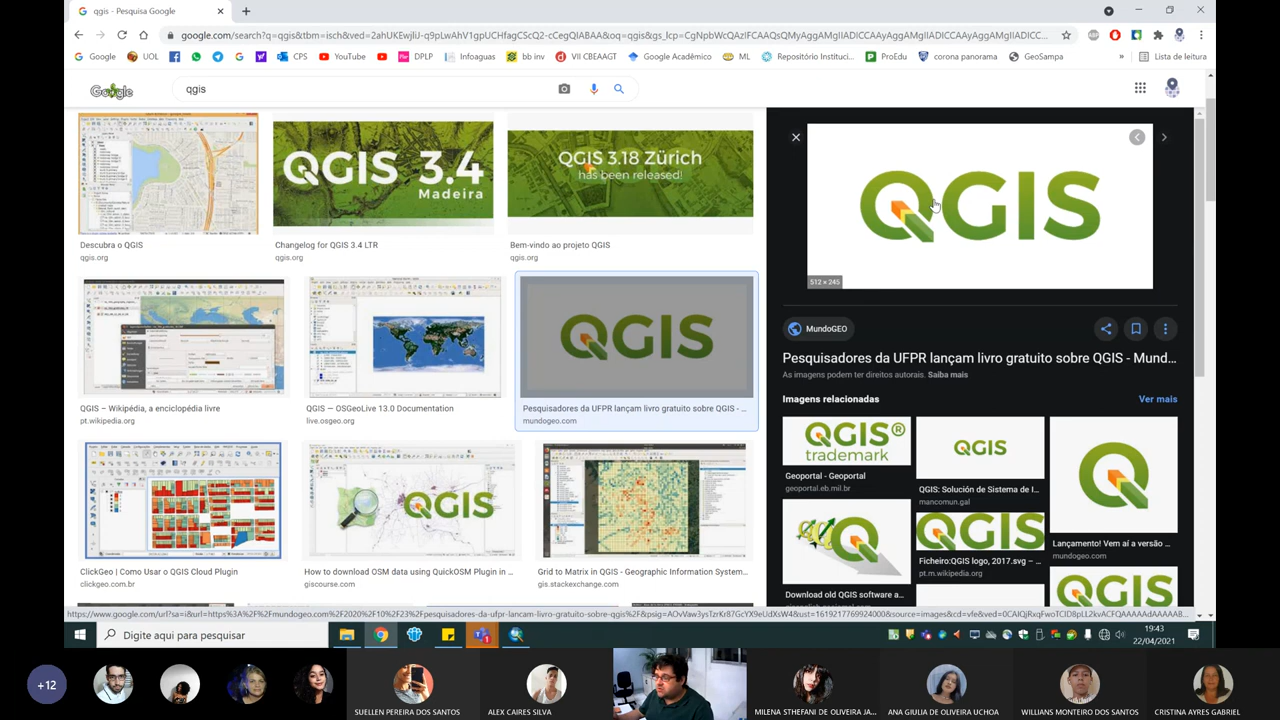 qgis - Pesquisa Google
google.com/search?q=qgis&tbm=isch&ved=2ahUKEwjliU-q9pLwAhV1gpUCHfagCScQ2-cCegQIABAA&oq=qgis&gs_lcp=CgNpbWcQAzIFCAAQsQMyAggAMgIIADICCAAyAggAMgIIADICCAAyAggAMgIIADICCAA...
Google
UOL
CPS
YouTube
DPLP
Infoaguas
bb inv
VII CBEAAGT
Google Acadêmico
ML
Repositório Instituci...
ProEdu
corona panorama
GeoSampa
»
Lista de leitura
Google
qgis
QGIS 3.4
Madeira
QGIS 3.18 Zürich
has been released!
Descubra o QGIS
qgis.org
Changelog for QGIS 3.4 LTR
qgis.org
Bem-vindo ao projeto QGIS
qgis.org
QGIS
QGIS – Wikipédia, a enciclopédia livre
pt.wikipedia.org
QGIS — OSGeoLive 13.0 Documentation
live.osgeo.org
Pesquisadores da UFPR lançam livro gratuito sobre QGIS - ...
mundogeo.com
QGIS
ClickGeo | Como Usar o QGIS Cloud Plugin
clickgeo.com.br
How to download OSM data using QuickOSM Plugin in ...
giscourse.com
Grid to Matrix in QGIS - Geographic Information System...
gis.stackexchange.com
QGIS
512 × 245
MundoGEO
Pesquisadores da UFPR lançam livro gratuito sobre QGIS - Mund...
As imagens podem ter direitos autorais. Saiba mais
Imagens relacionadas
Ver mais
QGIS®
trademark
Geoportal - Geoportal
geoportal.eb.mil.br
QGIS
QGIS: Solución de Sistema de I...
mancomun.gal
Lançamento! Vem aí a versão ...
mundogeo.com
Download old QGIS software a...
QGIS
Ficheiro:QGIS logo, 2017.svg – ...
pt.m.wikipedia.org
QGIS
Digite aqui para pesquisar
19:43
22/04/2021
+12
SUELLEN PEREIRA DOS SANTOS
ALEX CAIRES SILVA
MILENA STHEFANI DE OLIVEIRA JA...
ANA GIULIA DE OLIVEIRA UCHOA
WILLIANS MONTEIRO DOS SANTOS
CRISTINA AYRES GABRIEL